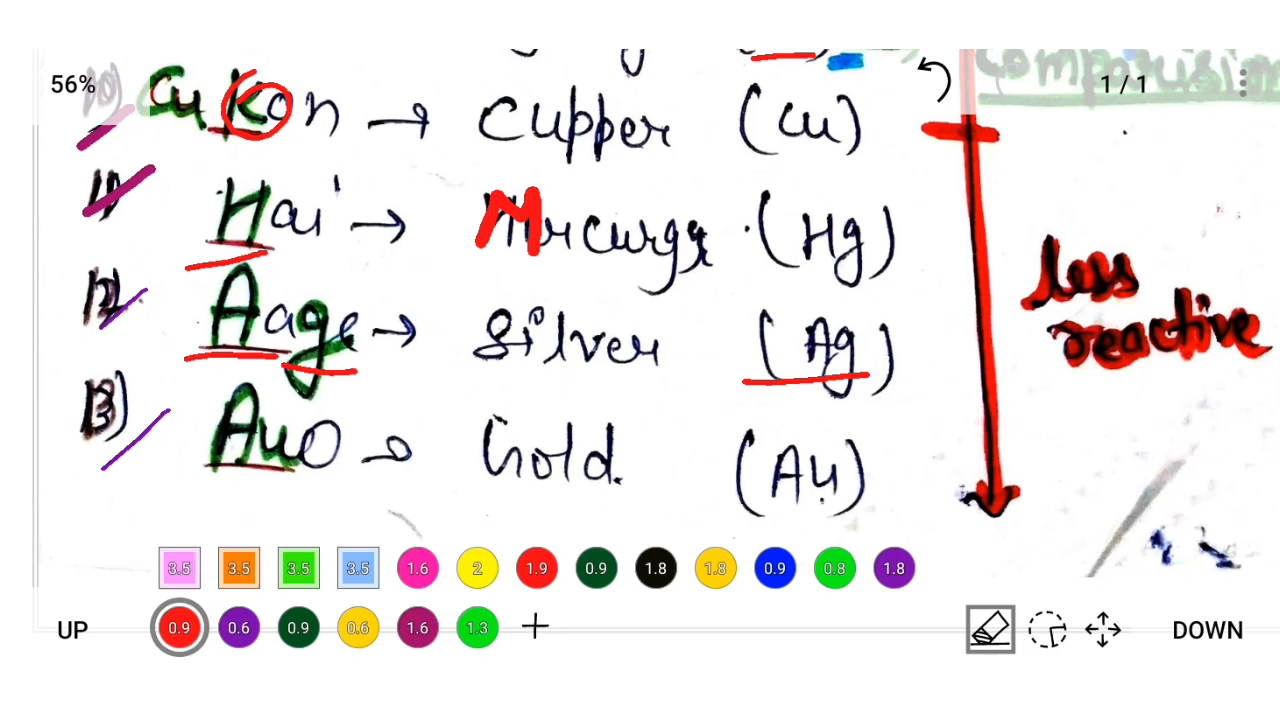 56%
1 / 1
Comparision
10) Cu Kon → Cupper (Cu)
11) Hai → Mercurgy (Hg)
12) Aage → Silver (Ag)
13) Auo → Gold. (Au)
less
reactive
3.5 3.5 3.5 3.5 1.6 2 1.9 0.9 1.8 1.8 0.9 0.8 1.8
UP 0.9 0.6 0.9 0.6 1.6 1.3 + DOWN